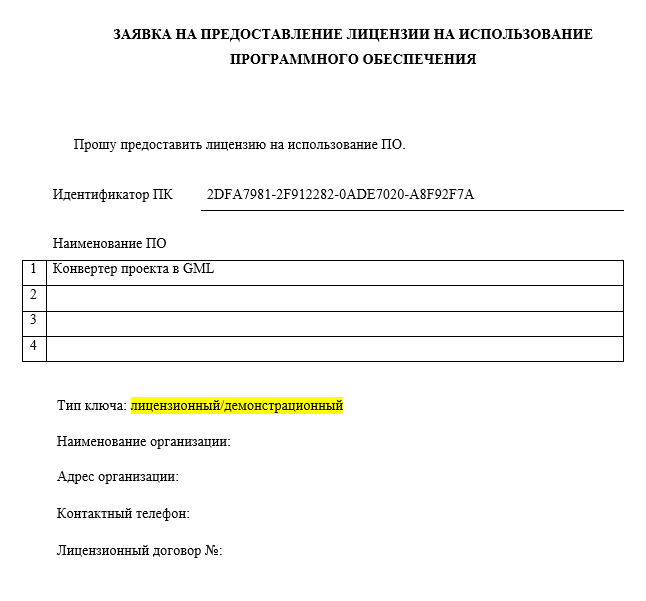 ЗАЯВКА НА ПРЕДОСТАВЛЕНИЕ ЛИЦЕНЗИИ НА ИСПОЛЬЗОВАНИЕ
ПРОГРАММНОГО ОБЕСПЕЧЕНИЯ
Прошу предоставить лицензию на использование ПО.
Идентификатор ПК 2DFA7981-2F912282-0ADE7020-A8F92F7A
Наименование ПО
1 Конвертер проекта в GML
2
3
4
Тип ключа: лицензионный/демонстрационный
Наименование организации:
Адрес организации:
Контактный телефон:
Лицензионный договор №: